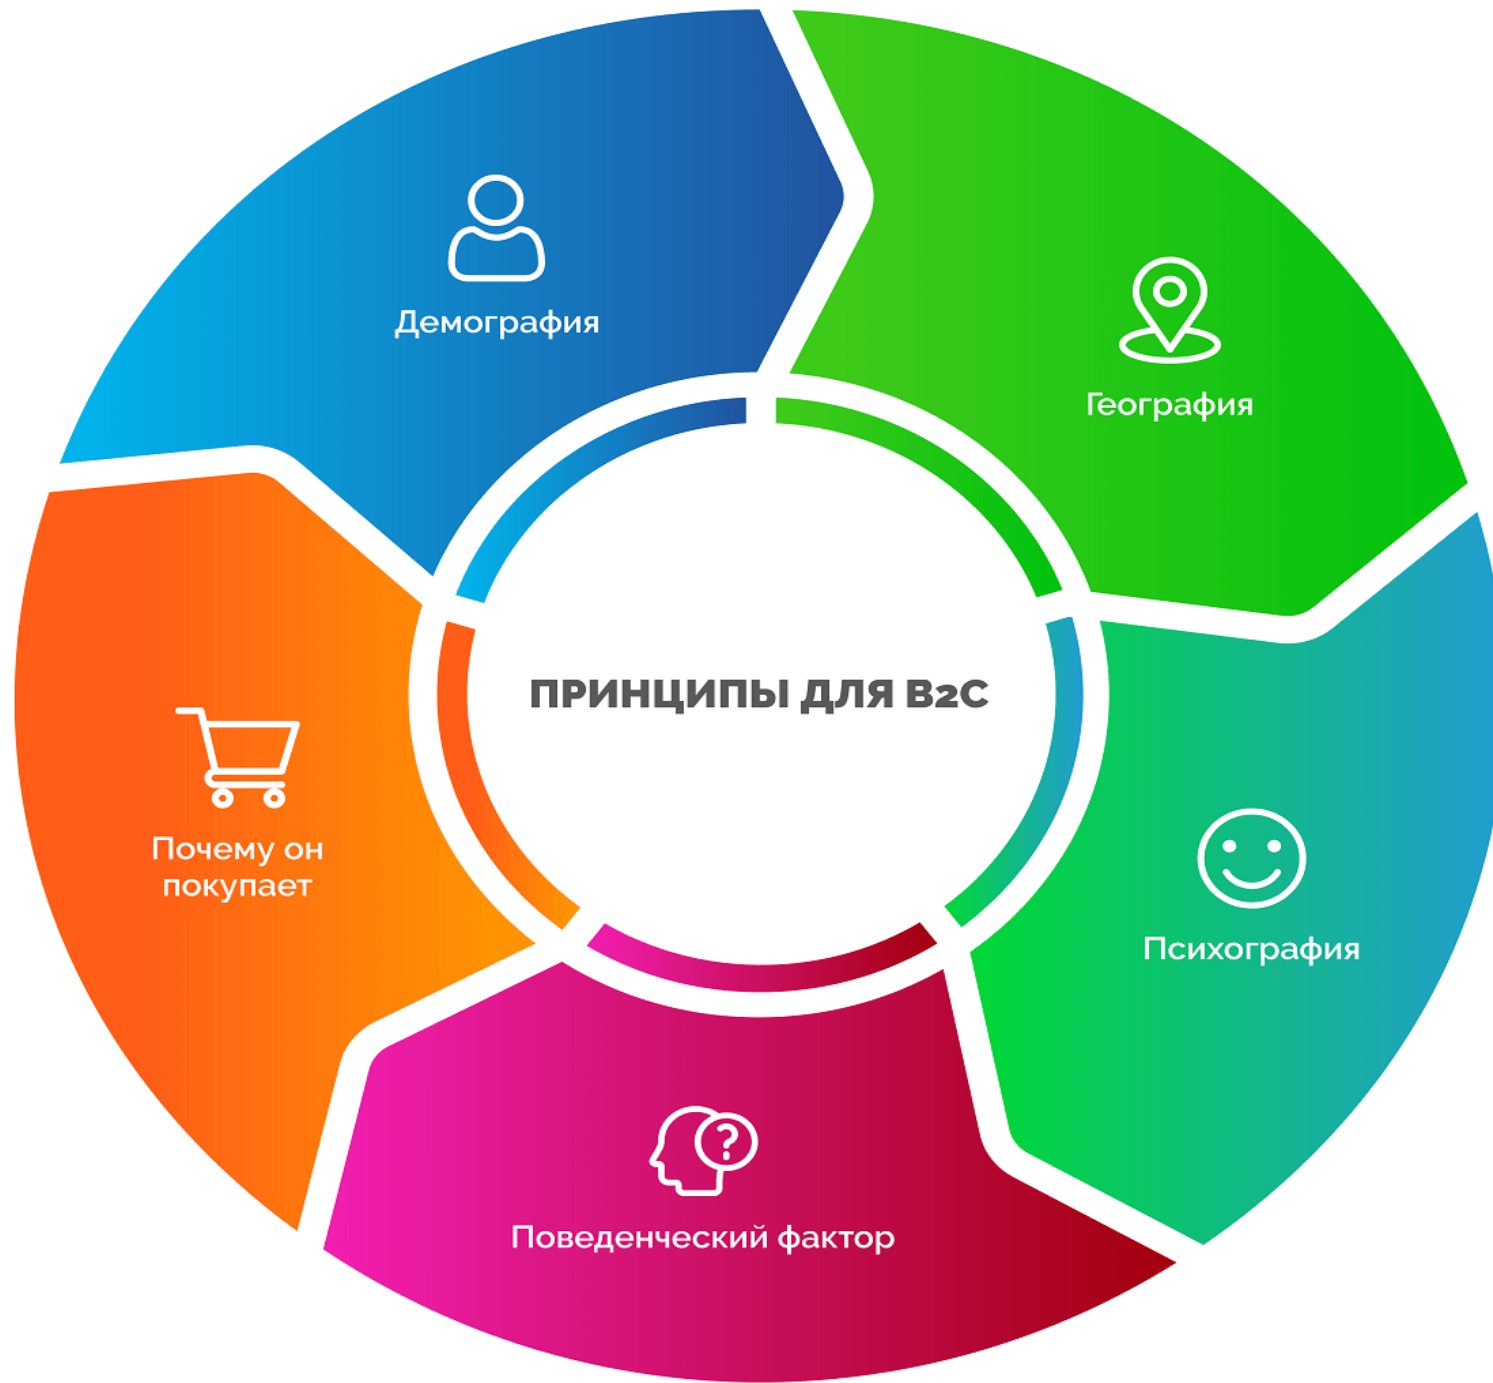 Демография
География
ПРИНЦИПЫ ДЛЯ B2C
Почему он
покупает
Психография
?
Поведенческий фактор